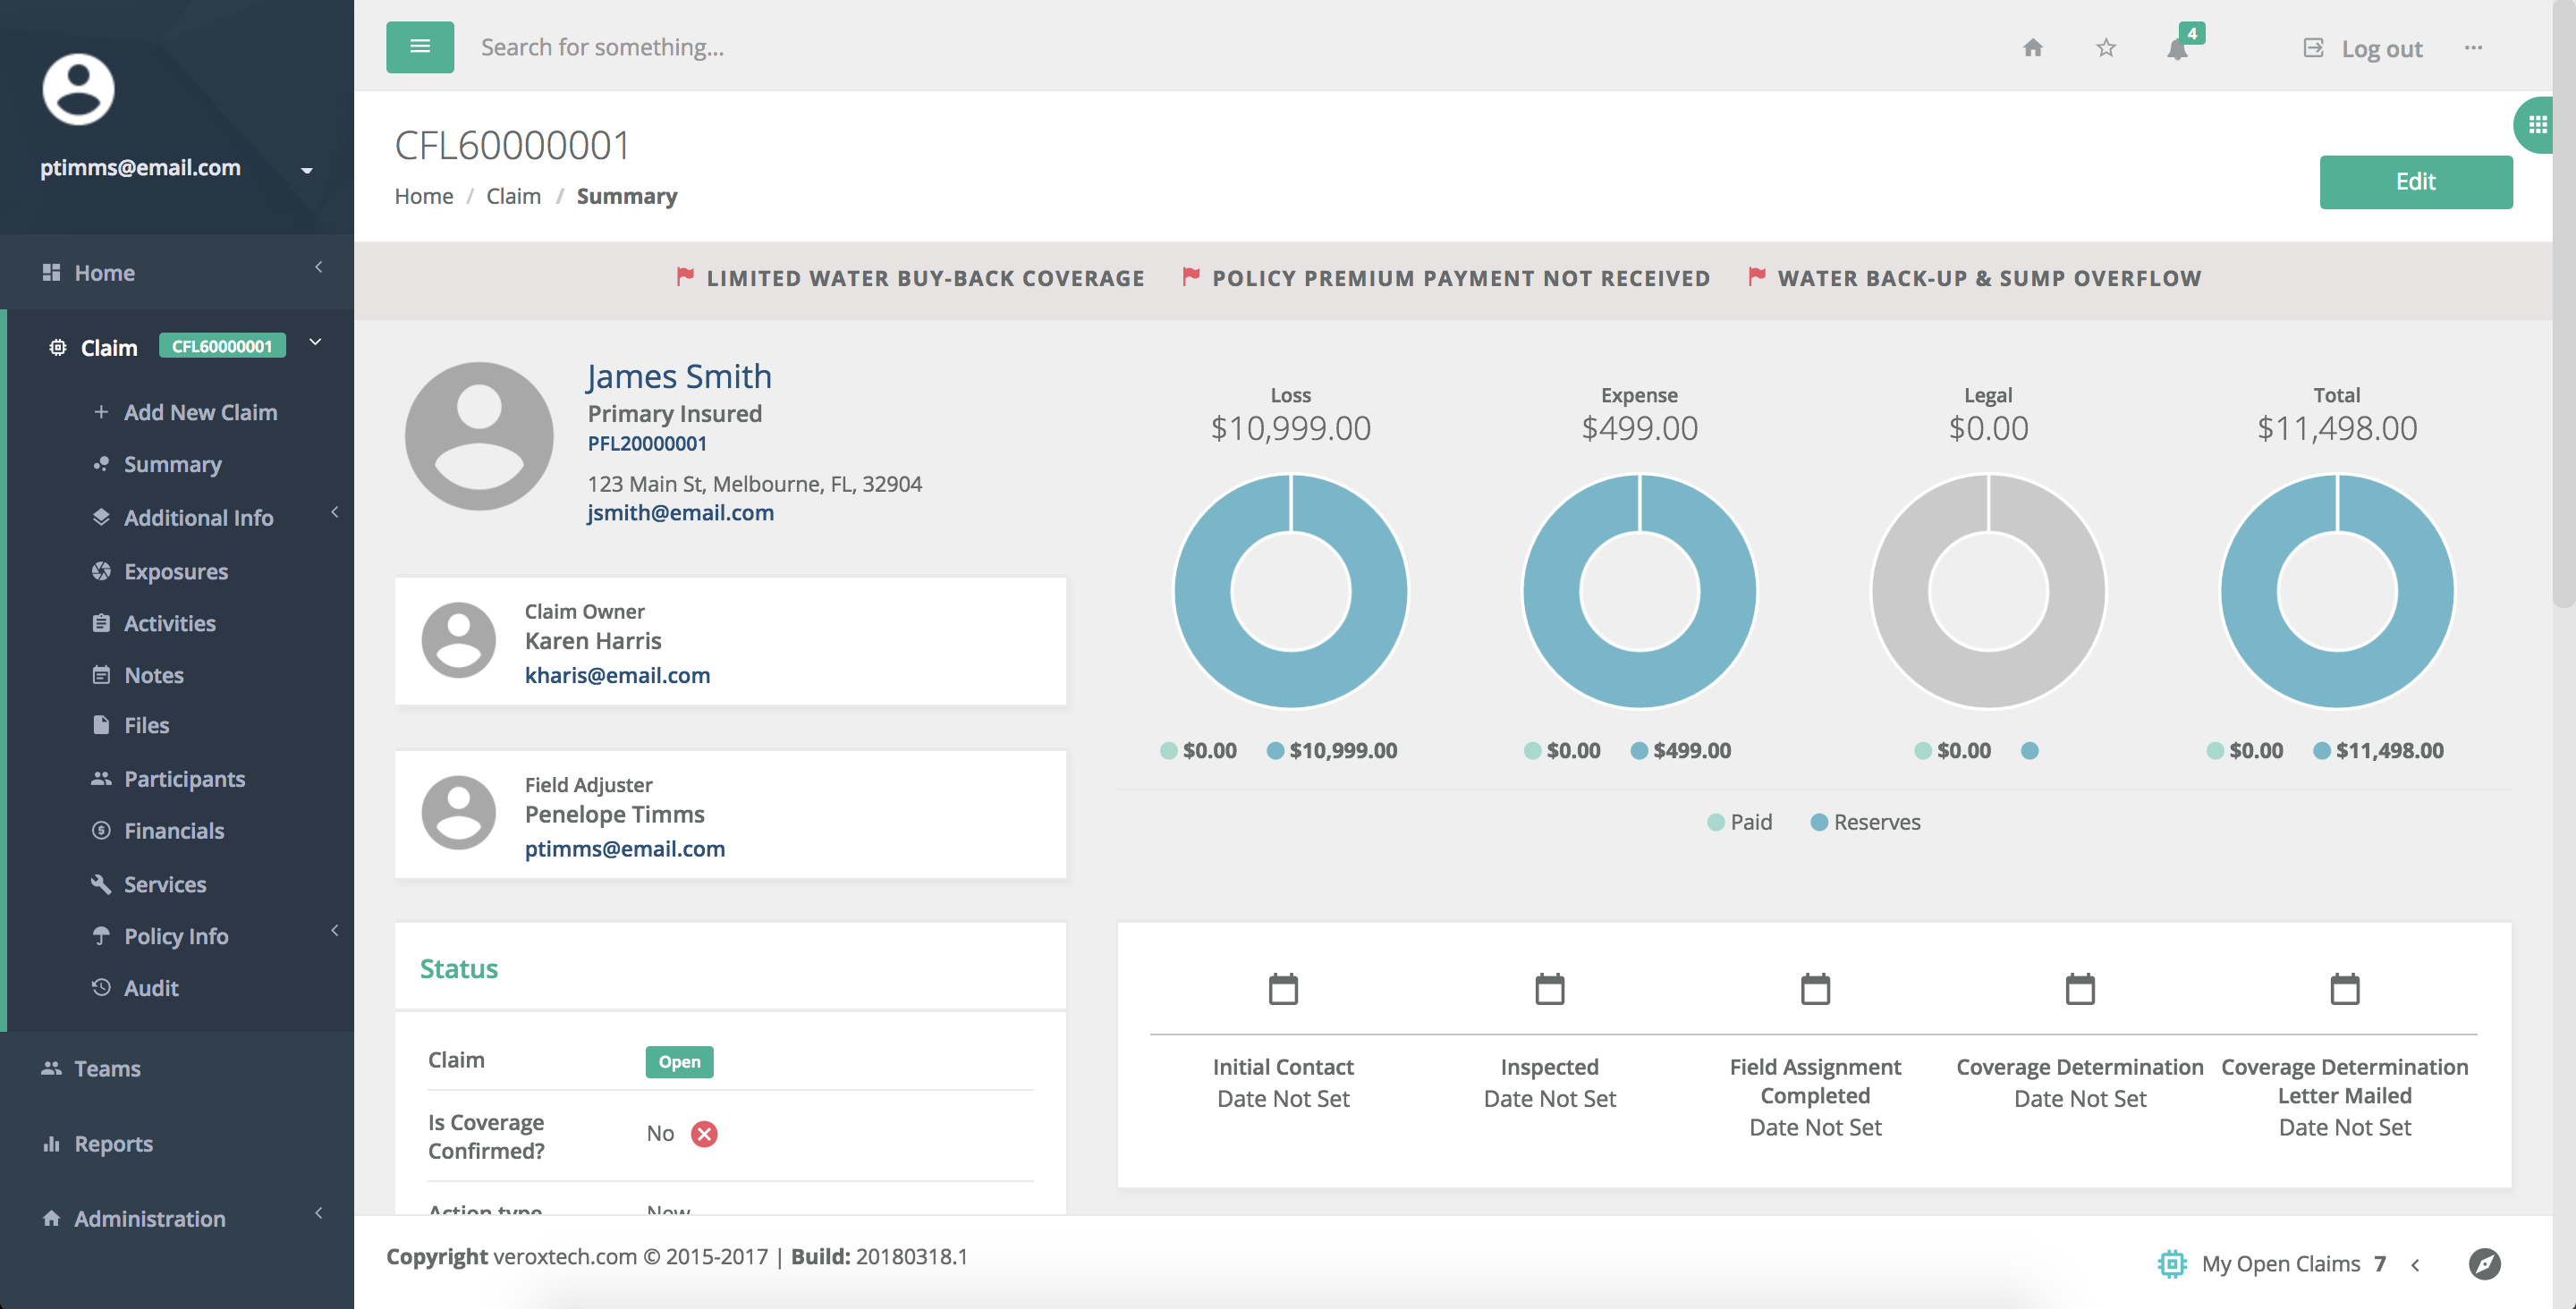 ptimms@email.com
Home
Claim CFL60000001
Add New Claim
Summary
Additional Info
Exposures
Activities
Notes
Files
Participants
Financials
Services
Policy Info
Audit
Teams
Reports
Administration
Search for something...
4
Log out
CFL60000001
Home / Claim / Summary
Edit
LIMITED WATER BUY-BACK COVERAGE POLICY PREMIUM PAYMENT NOT RECEIVED WATER BACK-UP & SUMP OVERFLOW
James Smith
Primary Insured
PFL20000001
123 Main St, Melbourne, FL, 32904
jsmith@email.com
Claim Owner
Karen Harris
kharis@email.com
Field Adjuster
Penelope Timms
ptimms@email.com
Loss Expense Legal Total
$10,999.00 $499.00 $0.00 $11,498.00
$0.00 $10,999.00 $0.00 $499.00 $0.00 $0.00 $11,498.00
Paid Reserves
Status
Claim Open
Is Coverage
Confirmed?
No
Action type New
Initial Contact
Date Not Set
Inspected
Date Not Set
Field Assignment
Completed
Date Not Set
Coverage Determination
Date Not Set
Coverage Determination
Letter Mailed
Date Not Set
Copyright veroxtech.com © 2015-2017 | Build: 20180318.1
My Open Claims 7